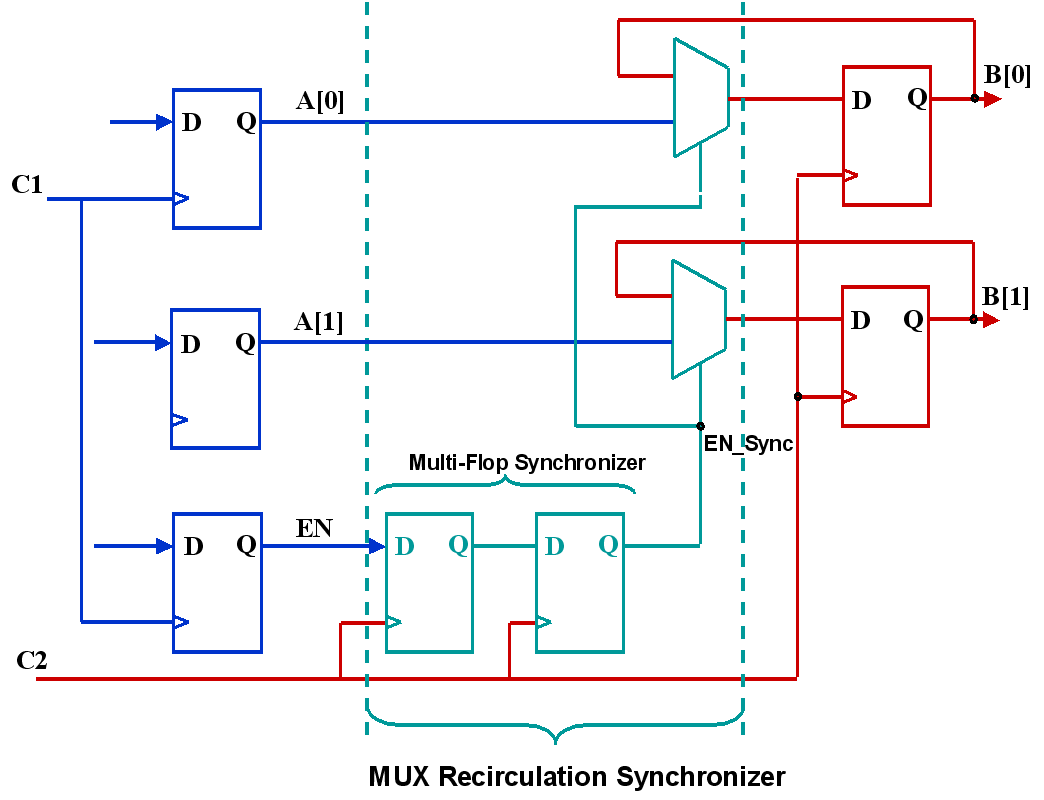 B[0]
A[0]
D Q
D Q
C1
B[1]
A[1]
D Q
D Q
EN_Sync
Multi-Flop Synchronizer
EN
D Q
D Q
D Q
C2
MUX Recirculation Synchronizer